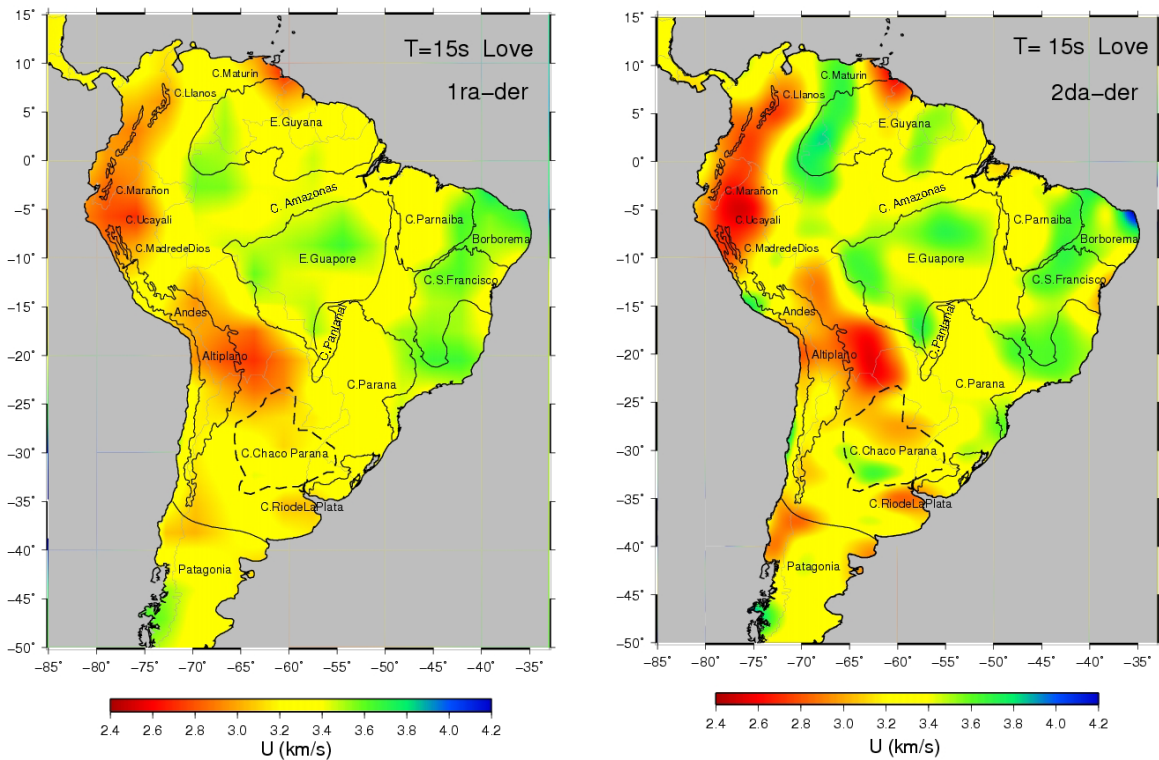 T=15s Love
1ra-der
C.Maturin
C.Llanos
E.Guyana
C.Marañon
C.Ucayali
C. Amazonas
C.Parnaiba
Borborema
C.MadredeDios
E.Guapore
C.S.Francisco
Andes
C.Pantanal
Altiplano
C.Parana
C.Chaco Parana
C.RiodeLaPlata
Patagonia
15°
10°
5°
0°
−5°
−10°
−15°
−20°
−25°
−30°
−35°
−40°
−45°
−50°
−85° −80° −75° −70° −65° −60° −55° −50° −45° −40° −35°
2.4 2.6 2.8 3.0 3.2 3.4 3.6 3.8 4.0 4.2
U (km/s)
T= 15s Love
2da−der
C.Maturin
C.Llanos
E.Guyana
C.Marañon
C.Ucayali
C. Amazonas
C.Parnaiba
Borborema
C.MadredeDios
E.Guapore
C.S.Francisco
Andes
C.Pantanal
Altiplano
C.Parana
C.Chaco Parana
C.RiodeLaPlata
Patagonia
15°
10°
5°
0°
−5°
−10°
−15°
−20°
−25°
−30°
−35°
−40°
−45°
−50°
−85° −80° −75° −70° −65° −60° −55° −50° −45° −40° −35°
2.4 2.6 2.8 3.0 3.2 3.4 3.6 3.8 4.0 4.2
U (km/s)